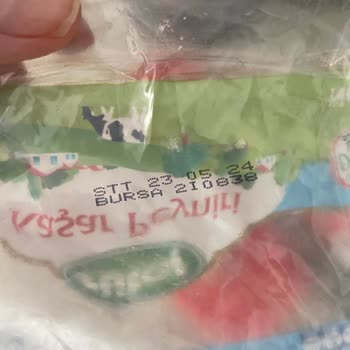 STT 23 05 24
BURSA 210838
Kaşar Peyniri